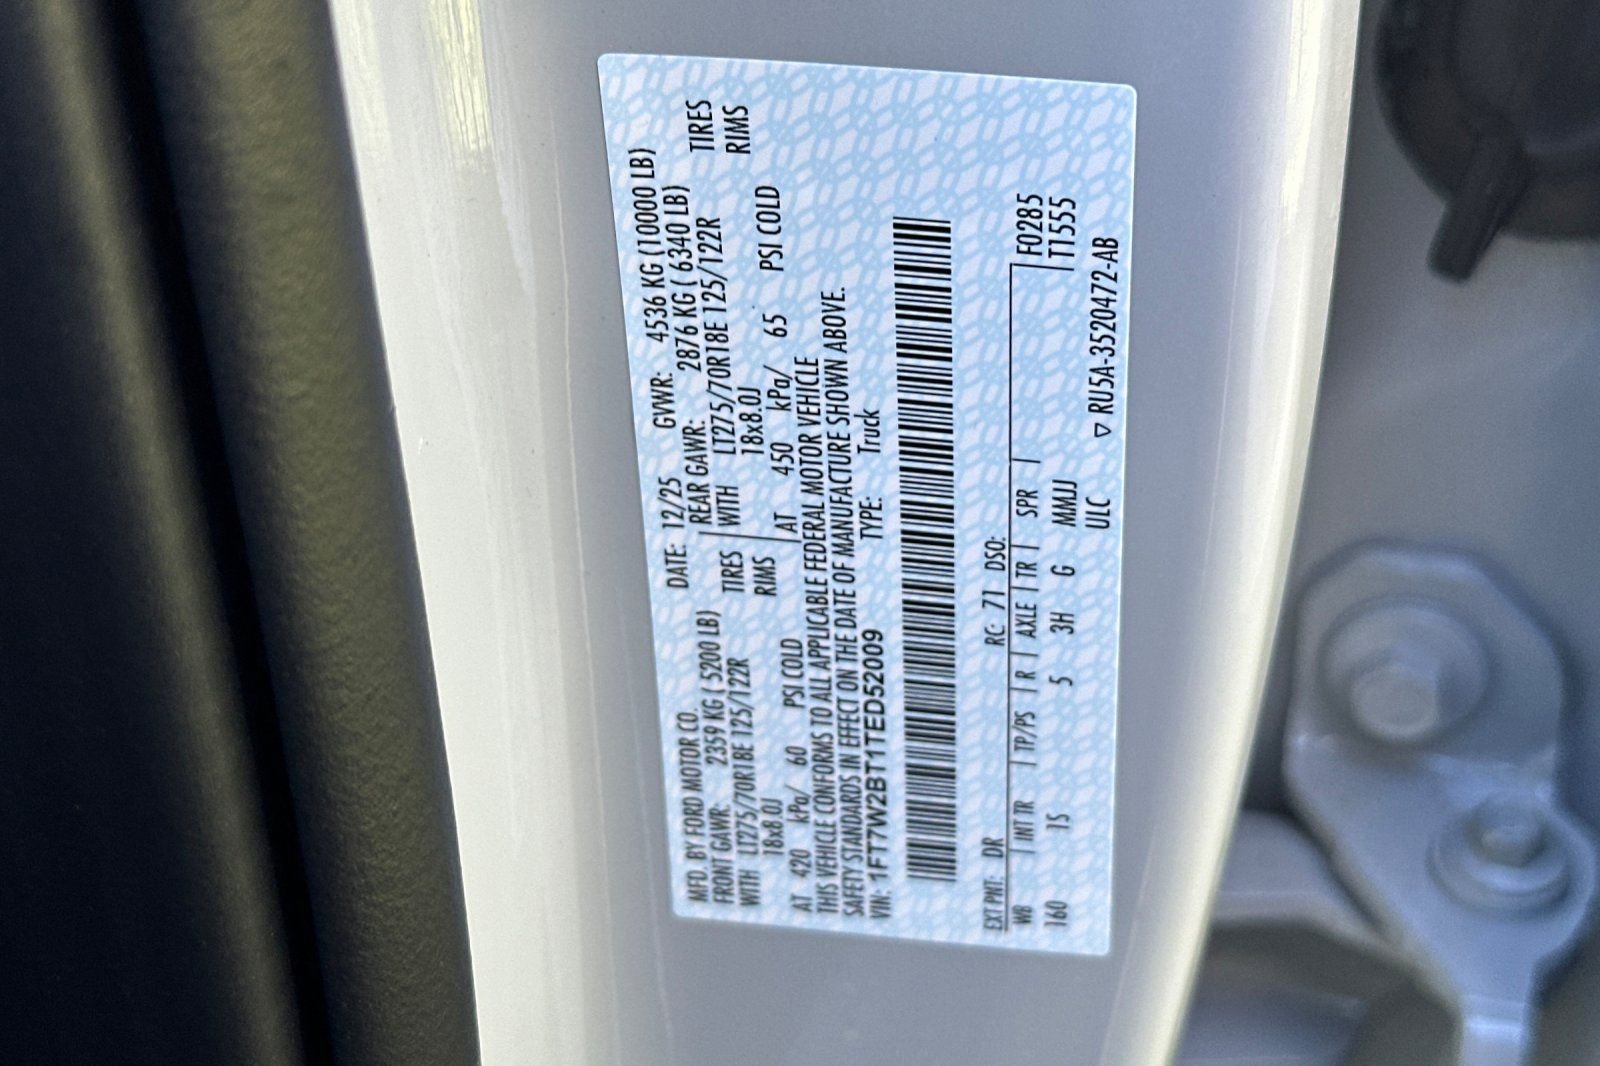 MFD. BY FORD MOTOR CO. DATE: 12/25 GVWR: 4536 KG (10000 LB)
FRONT GAWR: 2359 KG ( 5200 LB) REAR GAWR: 2876 KG ( 6340 LB)
WITH LT275/70R18E 125/122R TIRES WITH LT275/70R18E 125/122R TIRES
18x8.0J RIMS 18x8.0J RIMS
AT 420 kPa/ 60 PSI COLD AT 450 kPa/ 65 PSI COLD
THIS VEHICLE CONFORMS TO ALL APPLICABLE FEDERAL MOTOR VEHICLE
SAFETY STANDARDS IN EFFECT ON THE DATE OF MANUFACTURE SHOWN ABOVE.
VIN: 1FT7W2BT1TED52009 TYPE: Truck
EXT PNT: DR RC: 71 DSO: F0285
WB INT TR TP/PS R AXLE TR SPR T1555
160 1S 5 3H G MMJJ
ULC ▽ RU5A-3520472-AB